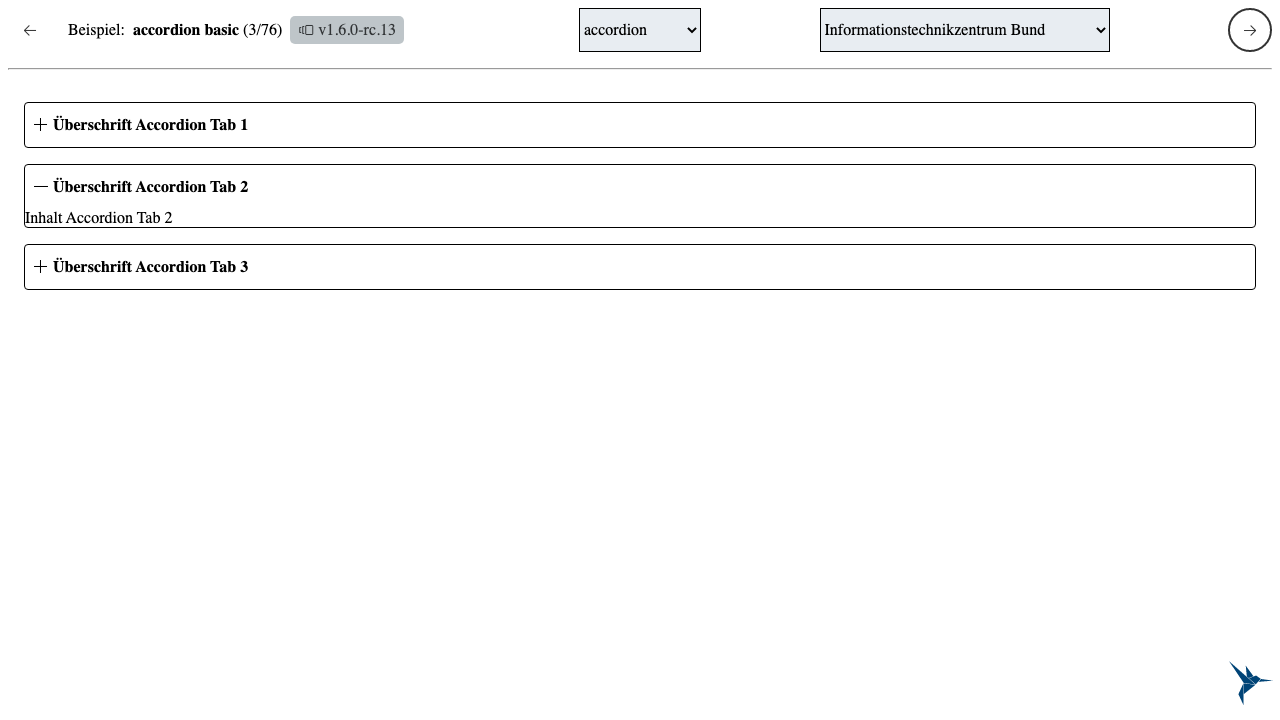 Beispiel: accordion basic (3/76) v1.6.0-rc.13 accordion Informationstechnikzentrum Bund
Überschrift Accordion Tab 1
Überschrift Accordion Tab 2
Inhalt Accordion Tab 2
Überschrift Accordion Tab 3